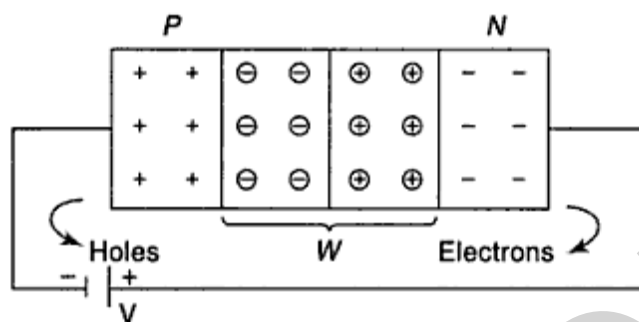 P N
+ + ⊖ ⊖ ⊕ ⊕ - -
+ + ⊖ ⊖ ⊕ ⊕ - -
+ + ⊖ ⊖ ⊕ ⊕ - -
Holes W Electrons
- +
V